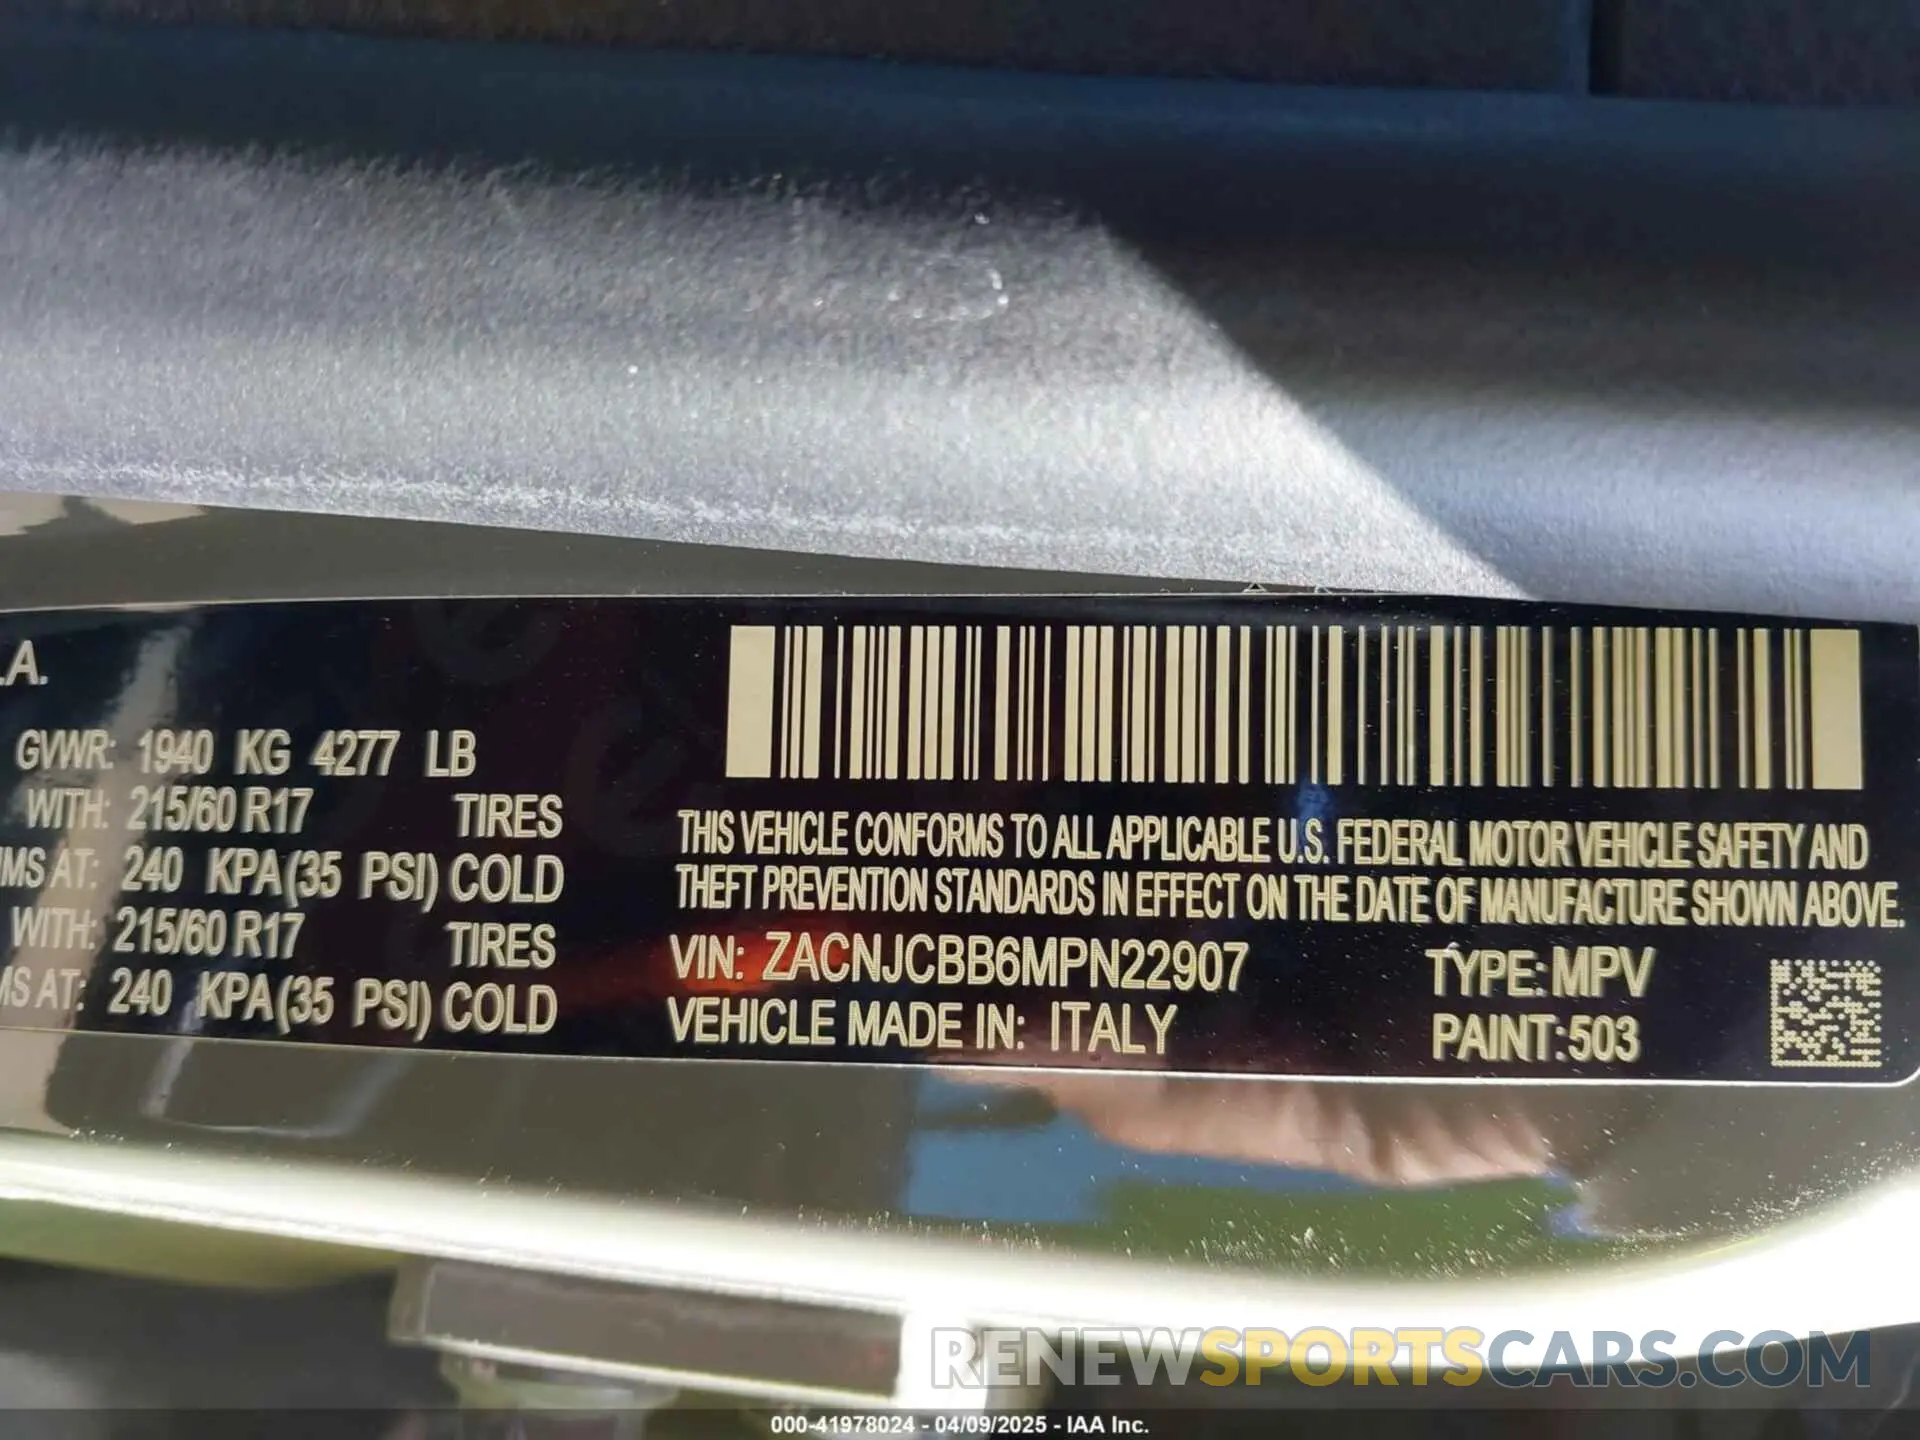 .A.
GVWR: 1940 KG 4277 LB
WITH: 215/60 R17 TIRES
MS AT: 240 KPA(35 PSI) COLD
WITH: 215/60 R17 TIRES
MS AT: 240 KPA(35 PSI) COLD
THIS VEHICLE CONFORMS TO ALL APPLICABLE U.S. FEDERAL MOTOR VEHICLE SAFETY AND
THEFT PREVENTION STANDARDS IN EFFECT ON THE DATE OF MANUFACTURE SHOWN ABOVE.
VIN: ZACNJCBB6MPN22907 TYPE: MPV
VEHICLE MADE IN: ITALY PAINT: 503
RENEWSPORTSCARS.COM
000-41978024 - 04/09/2025 - IAA Inc.